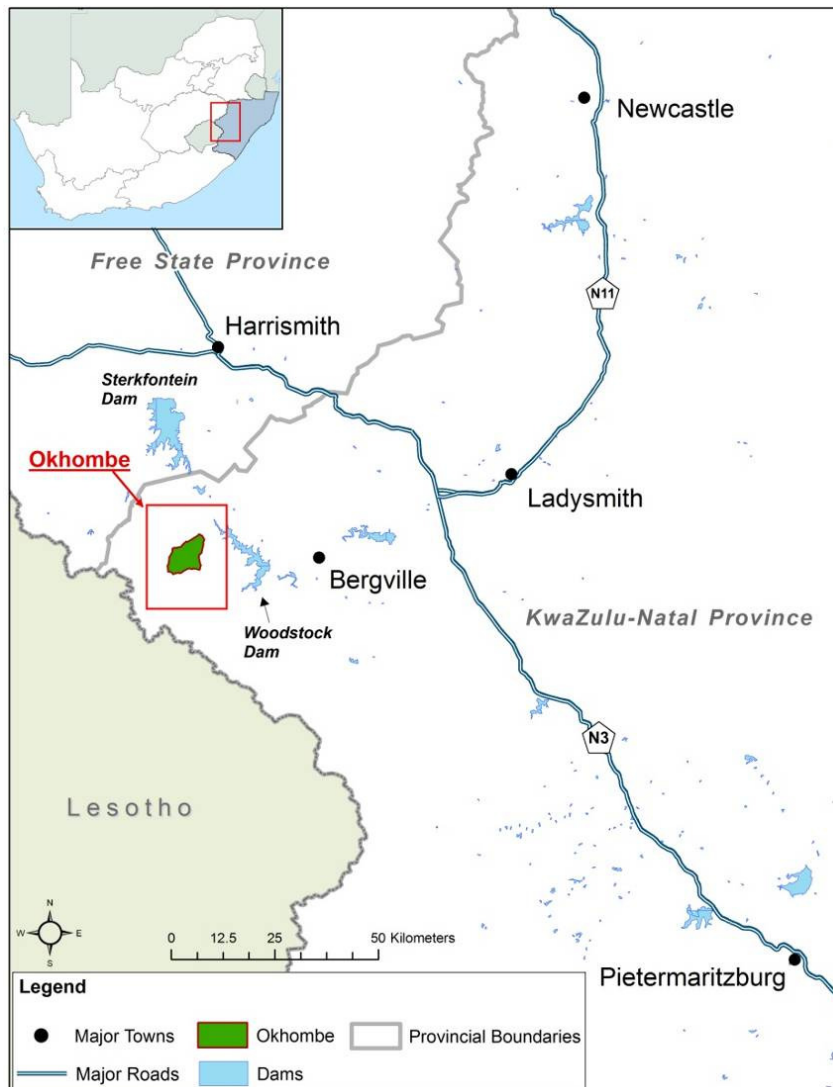 Newcastle
Free State Province
N11
Harrismith
Sterkfontein
Dam
Okhombe
Ladysmith
Bergville
Woodstock
Dam
KwaZulu-Natal Province
N3
Lesotho
N
W
E
S
0 12.5 25 50 Kilometers
Pietermaritzburg
Legend
Major Towns
Okhombe
Provincial Boundaries
Major Roads
Dams